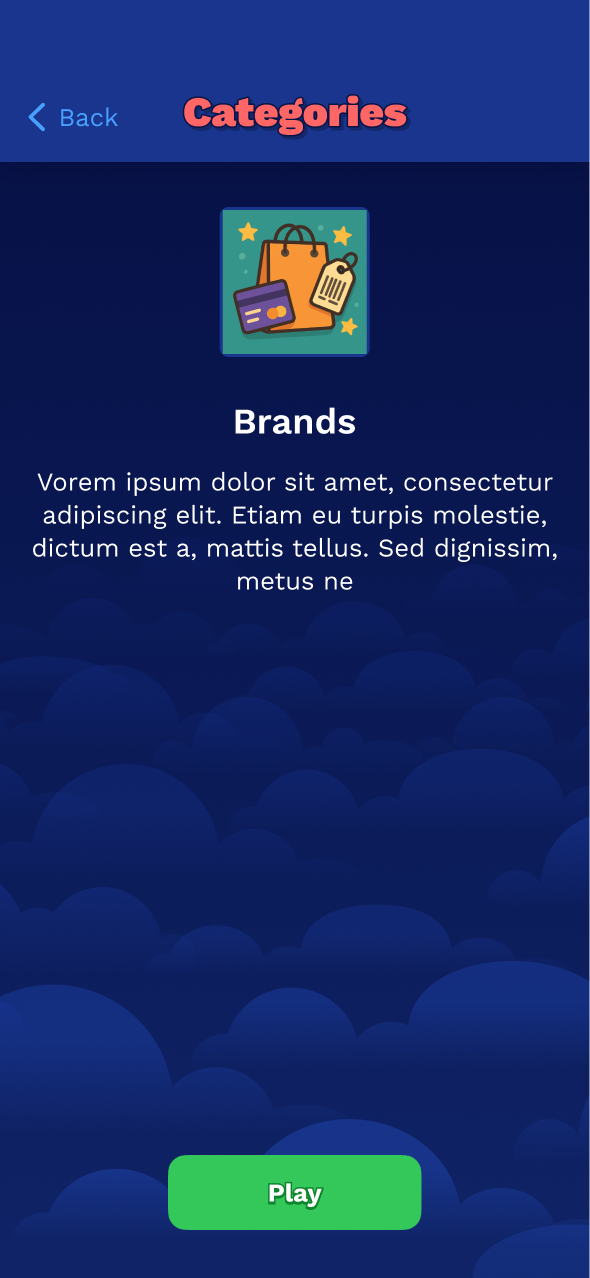 Back
Categories
Brands
Vorem ipsum dolor sit amet, consectetur
adipiscing elit. Etiam eu turpis molestie,
dictum est a, mattis tellus. Sed dignissim,
metus ne
Play